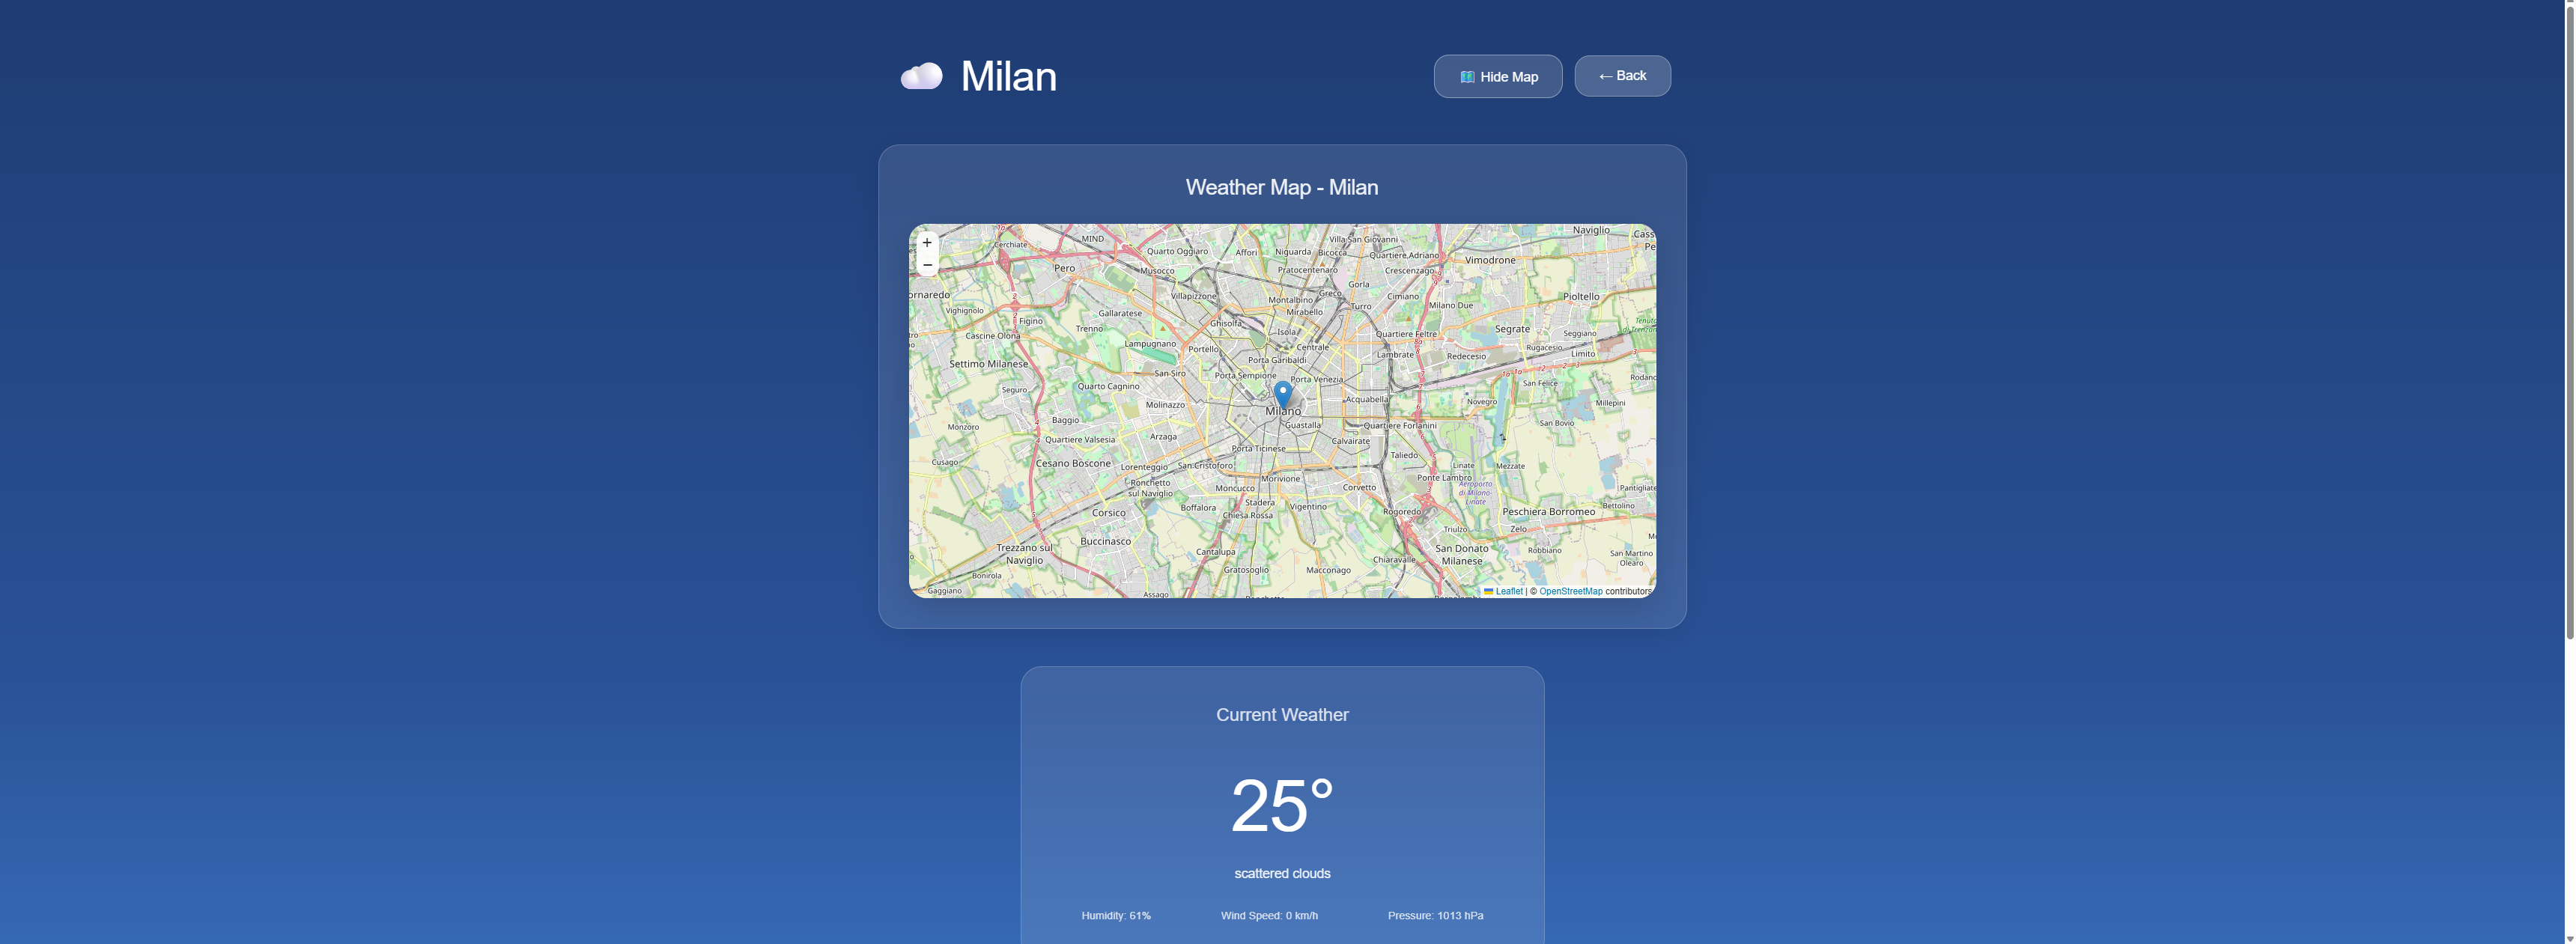 Milan
Hide Map
← Back
Weather Map - Milan
+
−
Cerchiate
MIND
Quarto Oggiaro
Affori
Niguarda
Bicocca
Villa San Giovanni
Quartiere Adriano
Naviglio
Pero
Musocco
Pratocentenaro
Crescenzago
Vimodrone
ornaredo
Villapizzone
Montalbino
Greco
Gorla
Cimiano
Pioltello
Vighignolo
Figino
Gallaratese
Mirabello
Turro
Milano Due
Trenno
Ghisolfa
Isola
Quartiere Feltre
Segrate
Seggiano
Cascine Olona
Lampugnano
Portello
Centrale
Lambrate
Redecesio
Rugacesio
Limito
Settimo Milanese
Porta Garibaldi
San Siro
Porta Sempione
Porta Venezia
San Felice
Seguro
Quarto Cagnino
Molinazzo
Acquabella
Novegro
Millepini
Milano
Baggio
Guastalla
Quartiere Forlanini
San Bovio
Monzoro
Quartiere Valsesia
Arzaga
Calvairate
Cusago
Cesano Boscone
Lorenteggio
San Cristoforo
Porta Ticinese
Taliedo
Linate
Mezzate
Ronchetto
sul Naviglio
Moncucco
Morivione
Corvetto
Ponte Lambro
Aeroporto
di Milano-
Linate
Pantigliate
Corsico
Boffalora
Stadera
Chiesa Rossa
Vigentino
Rogoredo
Peschiera Borromeo
Bettolino
Triulzo
Zelo
Trezzano sul
Naviglio
Buccinasco
Cantalupa
Chiaravalle
San Donato
Milanese
Robbiano
San Martino
Olearo
Bonirola
Gratosoglio
Macconago
Gaggiano
Assago
Leaflet | © OpenStreetMap contributors
Current Weather
25°
scattered clouds
Humidity: 61%
Wind Speed: 0 km/h
Pressure: 1013 hPa